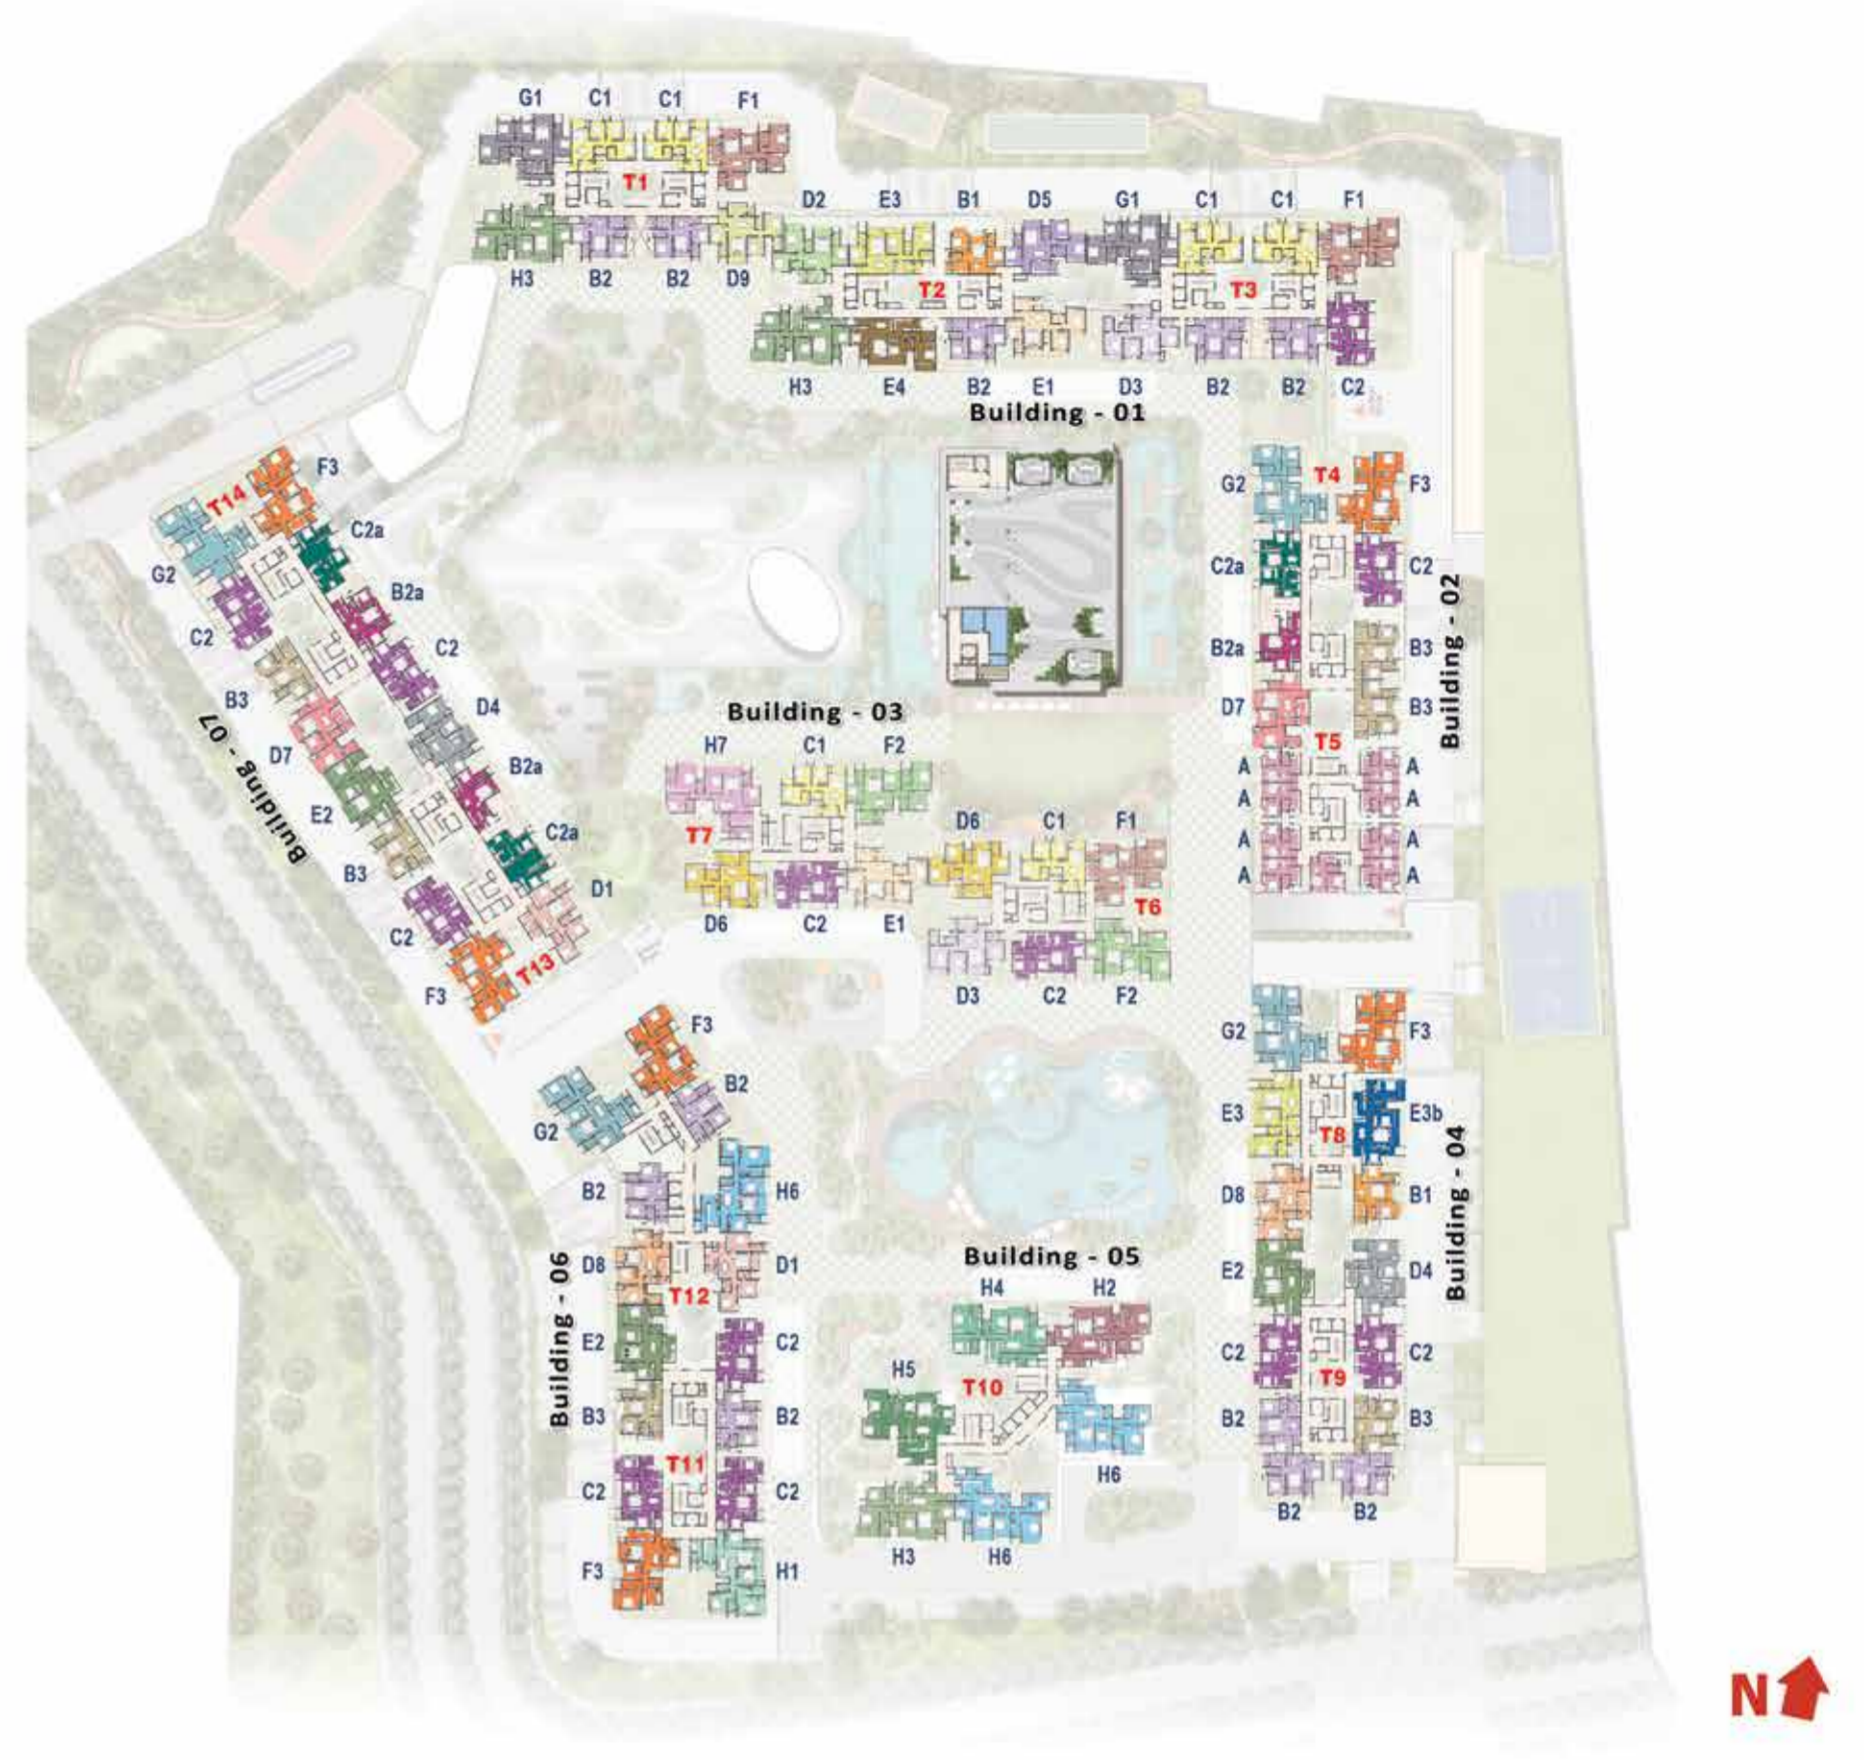 G1 C1 C1 F1
T1
D2 E3 B1 D5 G1 C1 C1 F1
H3 B2 B2 D9
T2 T3
H3 E4 B2 E1 D3 B2 B2 C2
Building - 01
G2 T4 F3
C2a C2
B2a B3
D7 B3
T5
A A
A A
A A
A A
Building - 02
T14 F3
G2 C2a
C2 B2a
B3 C2
D7 D4
E2 B2a
B3 C2a
C2 D1
F3 T13
Building - 07
Building - 03
H7 C1 F2
T7
D6 C2 E1
D6 C1 F1
T6
D3 C2 F2
G2 F3
E3 T8 E3b
D8 B1
E2 D4
C2 T9 C2
B2 B3
B2 B2
Building - 04
F3
G2 B2
B2 H6
D8 D1
T12
E2 C2
B3 B2
T11
C2 C2
F3 H1
Building - 06
Building - 05
H4 H2
H5 T10
H6
H3 H6
N